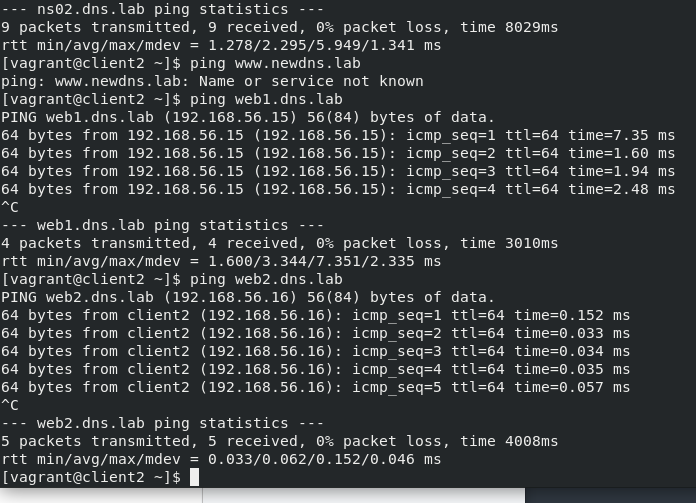 --- ns02.dns.lab ping statistics ---
9 packets transmitted, 9 received, 0% packet loss, time 8029ms
rtt min/avg/max/mdev = 1.278/2.295/5.949/1.341 ms
[vagrant@client2 ~]$ ping www.newdns.lab
ping: www.newdns.lab: Name or service not known
[vagrant@client2 ~]$ ping web1.dns.lab
PING web1.dns.lab (192.168.56.15) 56(84) bytes of data.
64 bytes from 192.168.56.15 (192.168.56.15): icmp_seq=1 ttl=64 time=7.35 ms
64 bytes from 192.168.56.15 (192.168.56.15): icmp_seq=2 ttl=64 time=1.60 ms
64 bytes from 192.168.56.15 (192.168.56.15): icmp_seq=3 ttl=64 time=1.94 ms
64 bytes from 192.168.56.15 (192.168.56.15): icmp_seq=4 ttl=64 time=2.48 ms
^C
--- web1.dns.lab ping statistics ---
4 packets transmitted, 4 received, 0% packet loss, time 3010ms
rtt min/avg/max/mdev = 1.600/3.344/7.351/2.335 ms
[vagrant@client2 ~]$ ping web2.dns.lab
PING web2.dns.lab (192.168.56.16) 56(84) bytes of data.
64 bytes from client2 (192.168.56.16): icmp_seq=1 ttl=64 time=0.152 ms
64 bytes from client2 (192.168.56.16): icmp_seq=2 ttl=64 time=0.033 ms
64 bytes from client2 (192.168.56.16): icmp_seq=3 ttl=64 time=0.034 ms
64 bytes from client2 (192.168.56.16): icmp_seq=4 ttl=64 time=0.035 ms
64 bytes from client2 (192.168.56.16): icmp_seq=5 ttl=64 time=0.057 ms
^C
--- web2.dns.lab ping statistics ---
5 packets transmitted, 5 received, 0% packet loss, time 4008ms
rtt min/avg/max/mdev = 0.033/0.062/0.152/0.046 ms
[vagrant@client2 ~]$